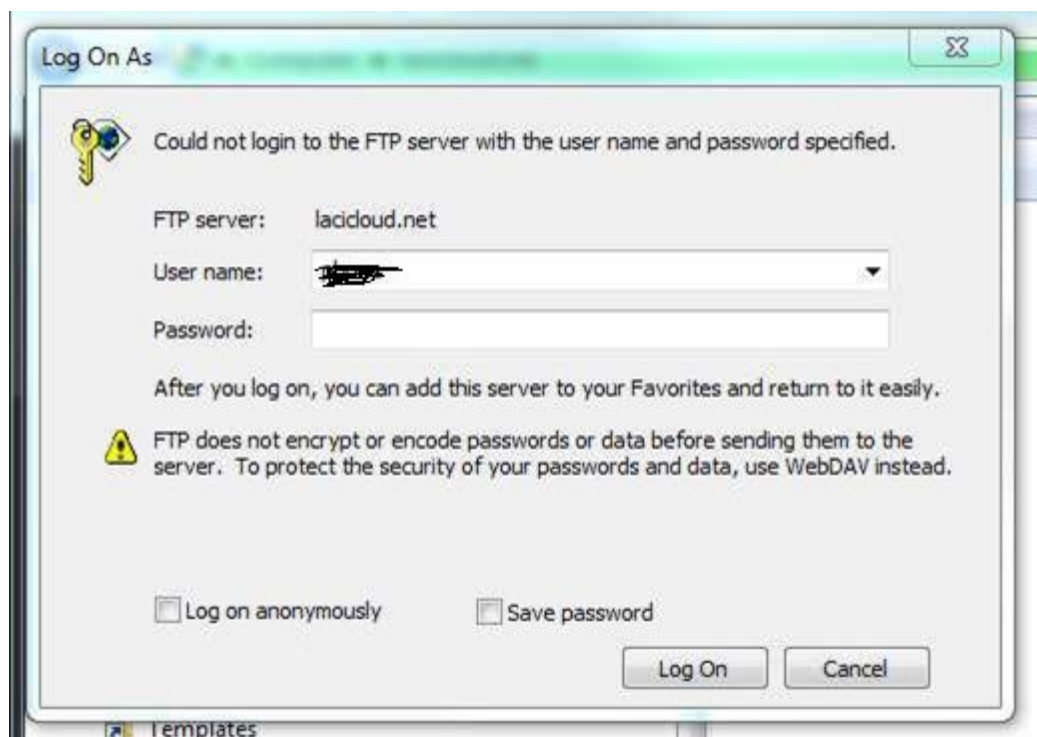 Log On As
Could not login to the FTP server with the user name and password specified.
FTP server: lacicloud.net
User name:
Password:
After you log on, you can add this server to your Favorites and return to it easily.
FTP does not encrypt or encode passwords or data before sending them to the
server. To protect the security of your passwords and data, use WebDAV instead.
Log on anonymously Save password
Log On Cancel
Templates